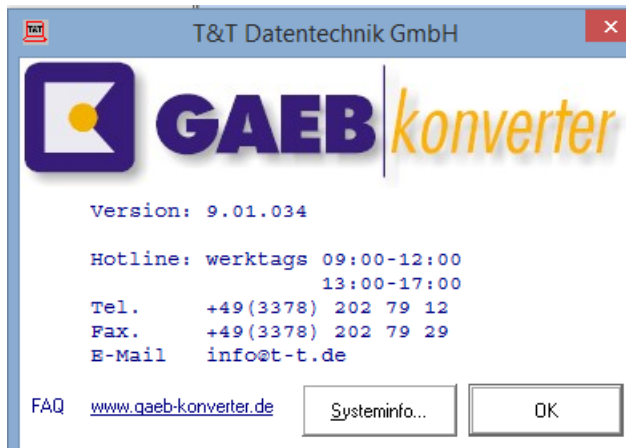 T&T
T&T Datentechnik GmbH
GAEB konverter
Version: 9.01.034
Hotline: werktags 09:00-12:00
13:00-17:00
Tel. +49(3378) 202 79 12
Fax. +49(3378) 202 79 29
E-Mail info@t-t.de
FAQ www.gaeb-konverter.de Systeminfo... OK